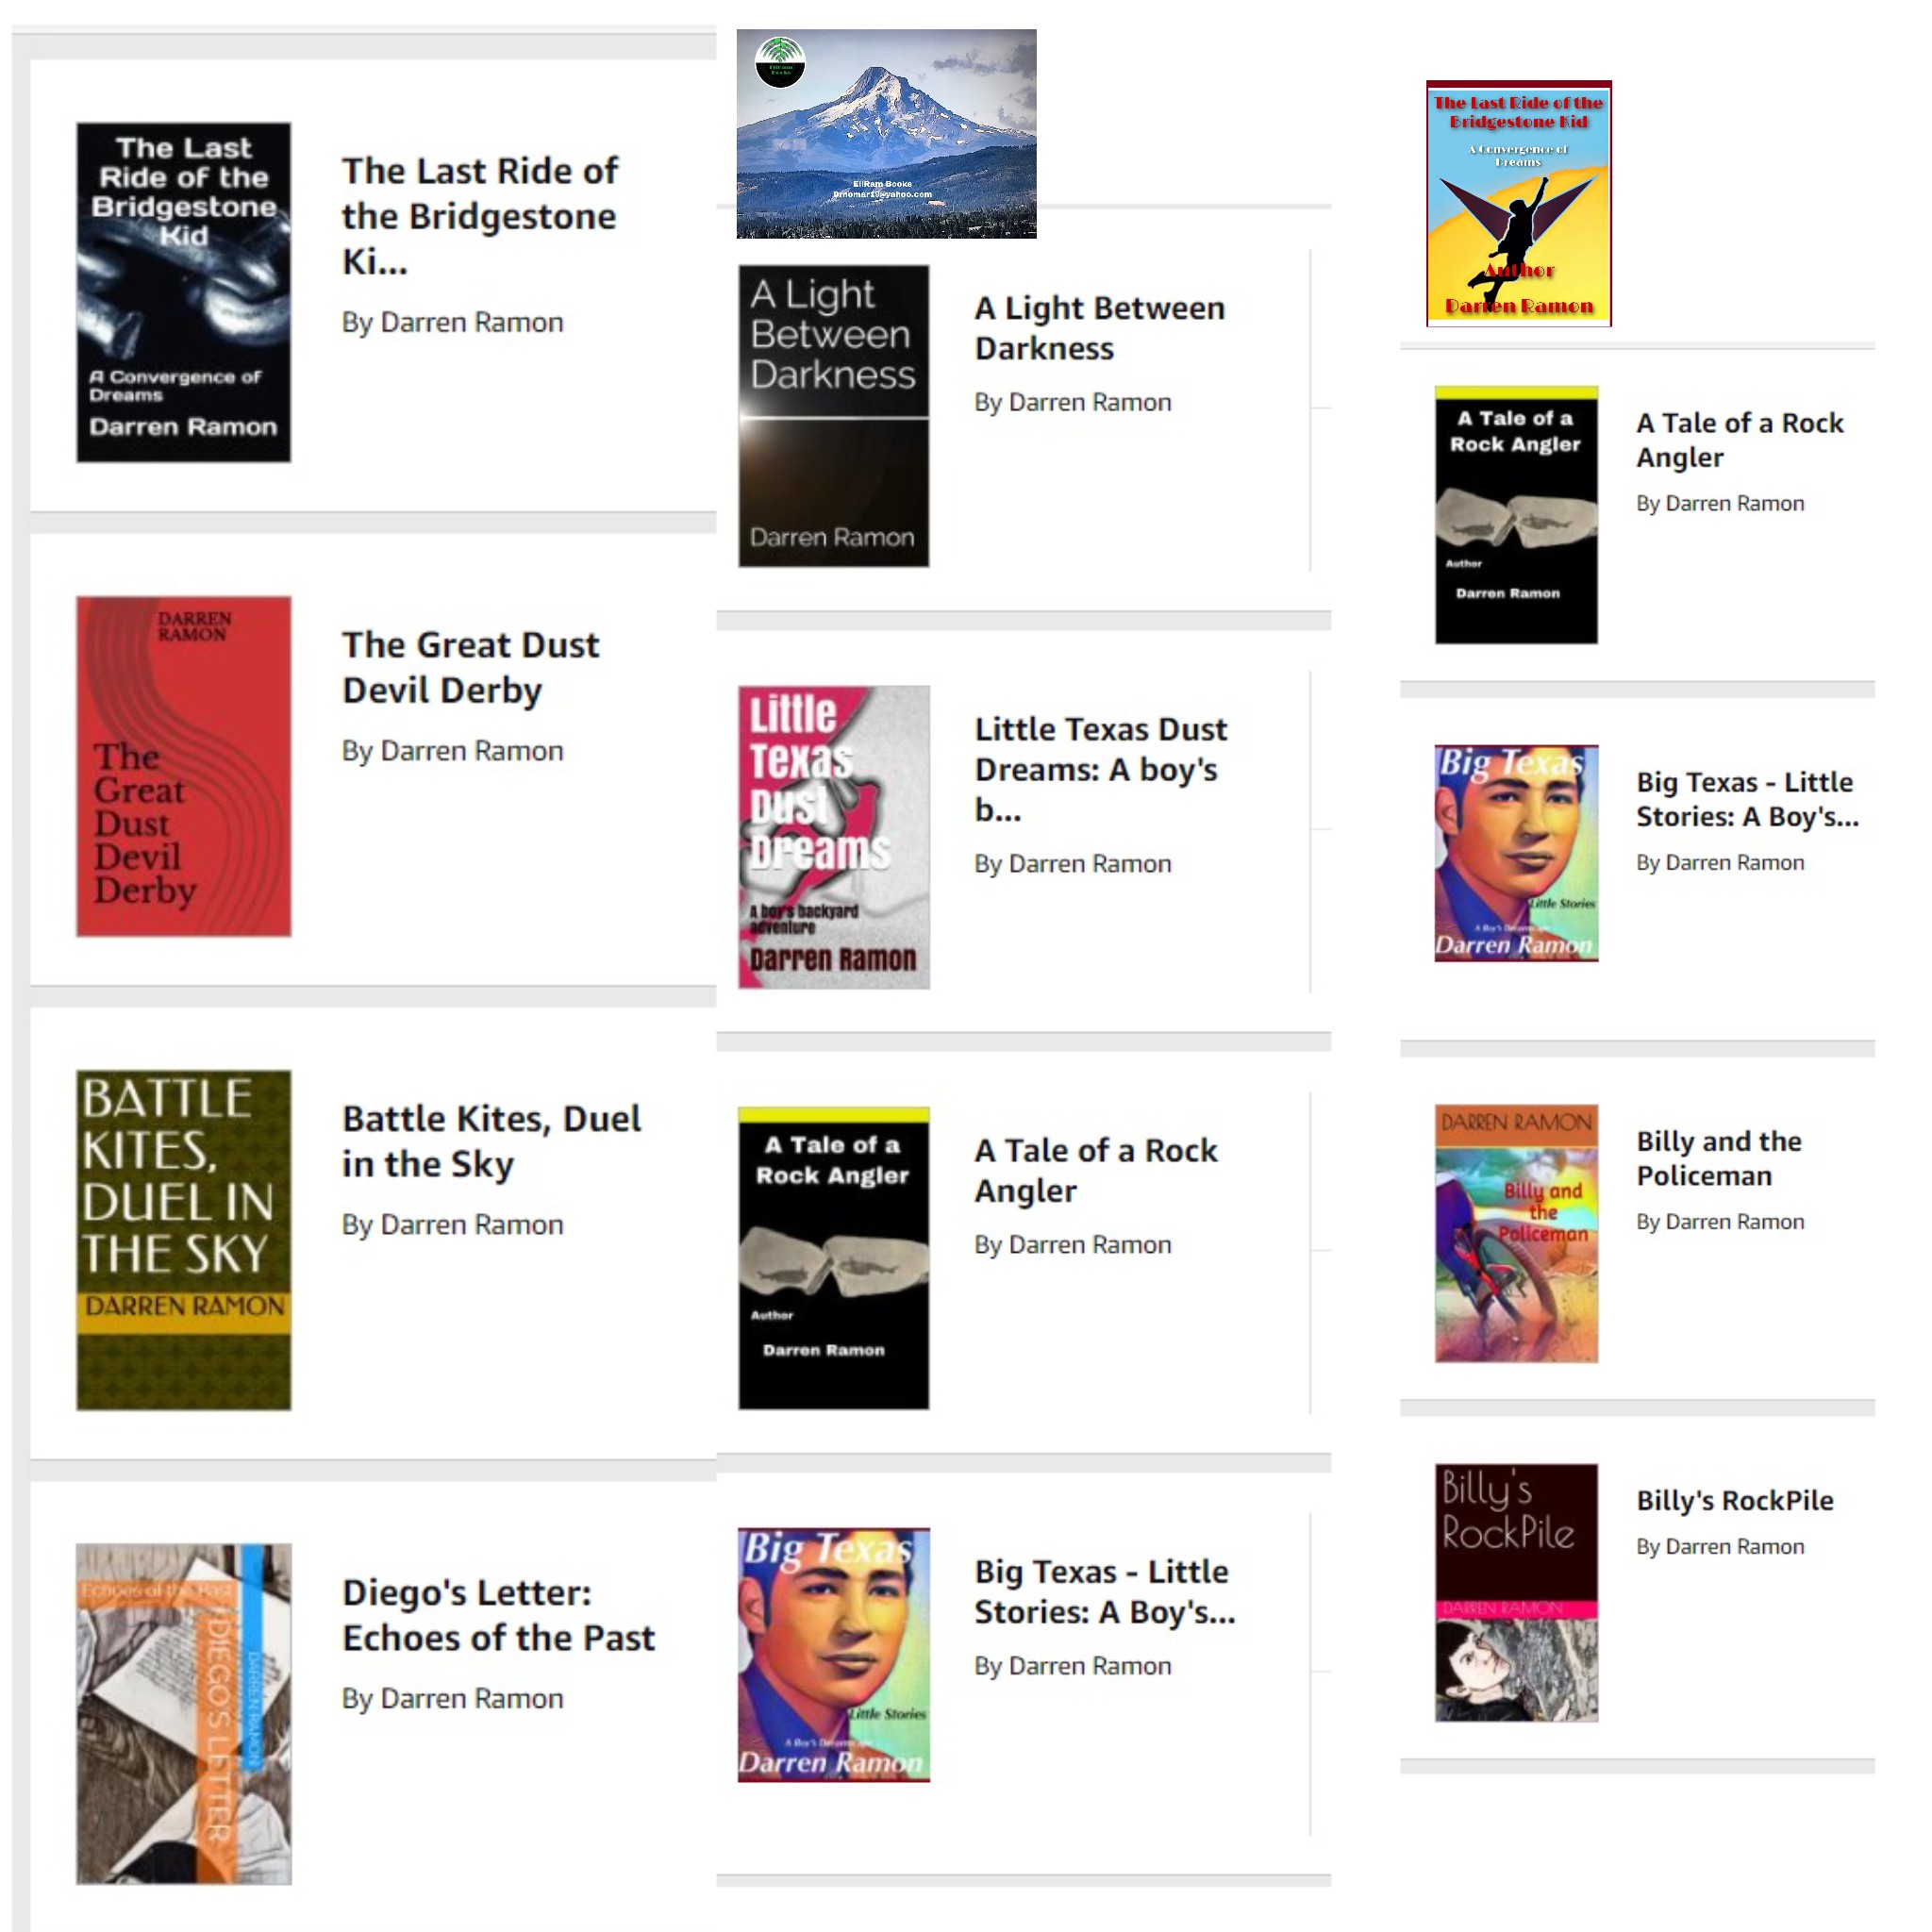 The Last
Ride of the
Bridgestone
Kid
A Convergence of
Dreams
Darren Ramon
The Last Ride of
the Bridgestone
Ki...
By Darren Ramon
DARREN
RAMON
The
Great
Dust
Devil
Derby
The Great Dust
Devil Derby
By Darren Ramon
BATTLE
KITES,
DUEL IN
THE SKY
DARREN RAMON
Battle Kites, Duel
in the Sky
By Darren Ramon
Echoes of the Past
DIEGO'S LETTER
DARREN RAMON
Diego's Letter:
Echoes of the Past
By Darren Ramon
EllRam Books
Drnomar10@yahoo.com
A Light
Between
Darkness
Darren Ramon
A Light Between
Darkness
By Darren Ramon
Little
Texas
Dust
Dreams
A boy's backyard
adventure
Darren Ramon
Little Texas Dust
Dreams: A boy's
b...
By Darren Ramon
A Tale of a
Rock Angler
Author
Darren Ramon
A Tale of a Rock
Angler
By Darren Ramon
Big Texas
Little Stories
A Boy's
Darren Ramon
Big Texas - Little
Stories: A Boy's...
By Darren Ramon
The Last Ride of the
Bridgestone Kid
A Convergence of
Dreams
Author
Darren Ramon
A Tale of a
Rock Angler
Author
Darren Ramon
A Tale of a Rock
Angler
By Darren Ramon
Big Texas
Little Stories
A Boy's
Darren Ramon
Big Texas - Little
Stories: A Boy's...
By Darren Ramon
DARREN RAMON
Billy and
the
Policeman
Billy and the
Policeman
By Darren Ramon
Billy's
RockPile
DARREN RAMON
Billy's RockPile
By Darren Ramon